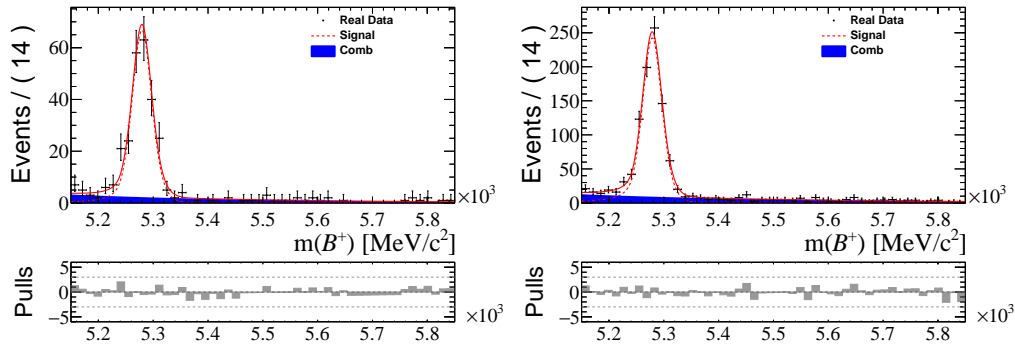 Events / ( 14 )
60
40
20
0
Real Data
Signal
Comb
×10³
5.2 5.3 5.4 5.5 5.6 5.7 5.8
m(B⁺) [MeV/c²]
Pulls
5
0
−5
×10³
5.2 5.3 5.4 5.5 5.6 5.7 5.8
Events / ( 14 )
250
200
150
100
50
0
Real Data
Signal
Comb
×10³
5.2 5.3 5.4 5.5 5.6 5.7 5.8
m(B⁺) [MeV/c²]
Pulls
5
0
−5
×10³
5.2 5.3 5.4 5.5 5.6 5.7 5.8